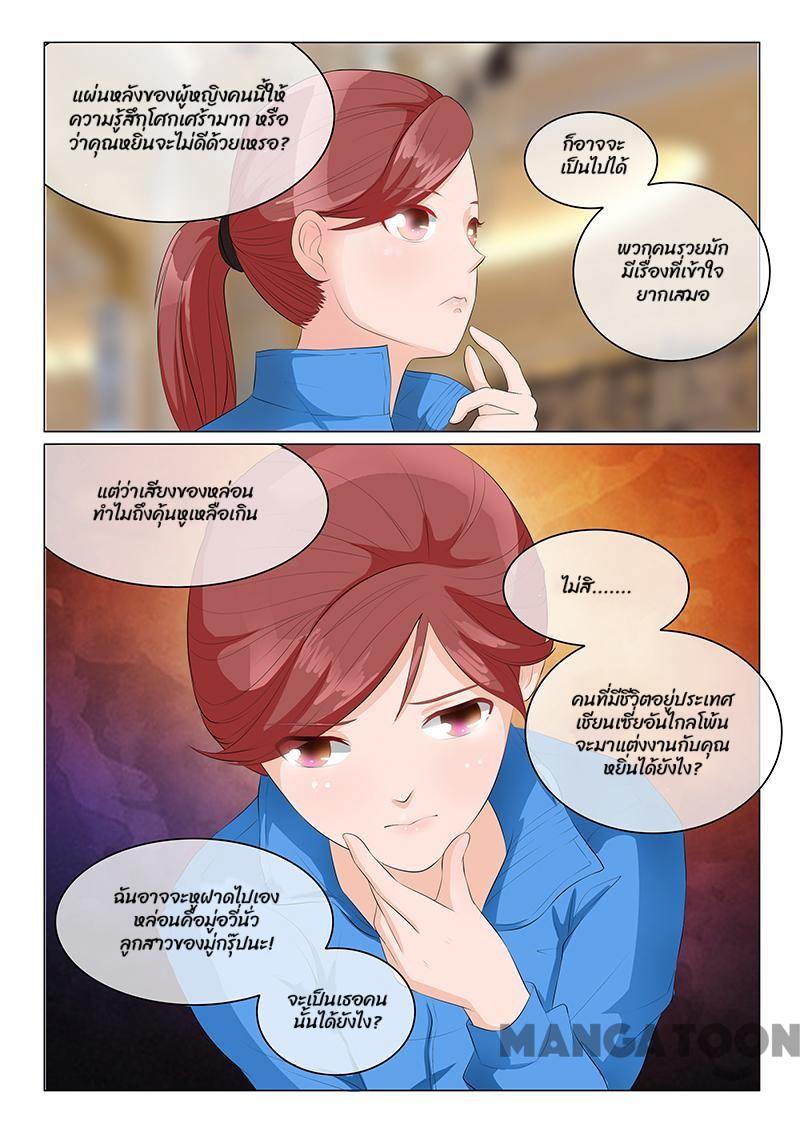 แผ่นหลังของผู้หญิงคนนี้ให้
ความรู้สึกโศกเศร้ามาก หรือ
ว่าคุณหยินจะไม่ดีด้วยเหรอ?
ก็อาจจะ
เป็นไปได้
พวกคนรวยมัก
มีเรื่องที่เข้าใจ
ยากเสมอ
แต่ว่าเสียงของหล่อน
ทำไมถึงคุ้นหูเหลือเกิน
ไม่สิ.......
คนที่มีชีวิตอยู่ประเทศ
เชียนเซี่ยอันไกลโพ้น
จะมาแต่งงานกับคุณ
หยิ่นได้ยังไง?
ฉันอาจจะหูฝาดไปเอง
หล่อนคือมู่อวี่นั่ว
ลูกสาวของมู่กรุ๊ปนะ!
จะเป็นเธอคน
นั้นได้ยังไง?
MANGATOON